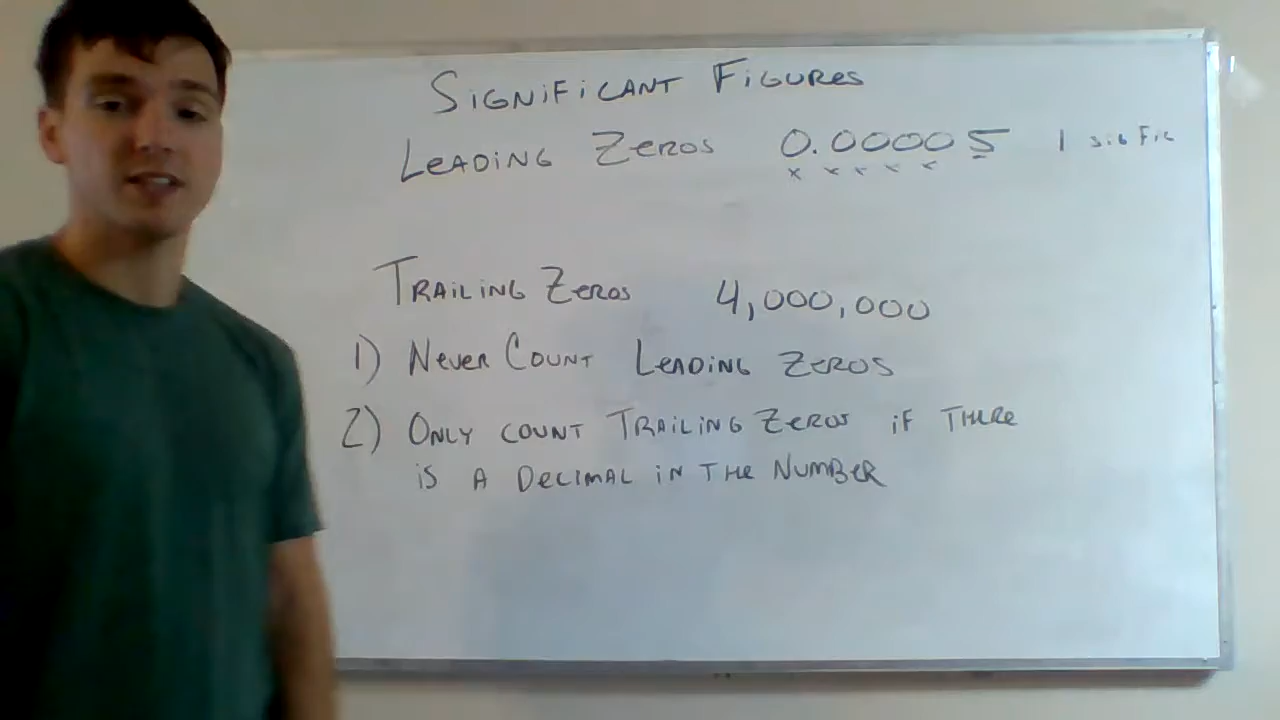 SiGNiFiCANT FiGURES
LEADiNG ZEROS 0.00005 1 SiG FiG
x x x x x
TRAiLiNG ZEROS 4,000,000
1) NEVER COUNT LEADiNG ZEROS
2) ONLY COUNT TRAiLiNG ZEROS iF THERE
iS A DECiMAL iN THE NUMBER